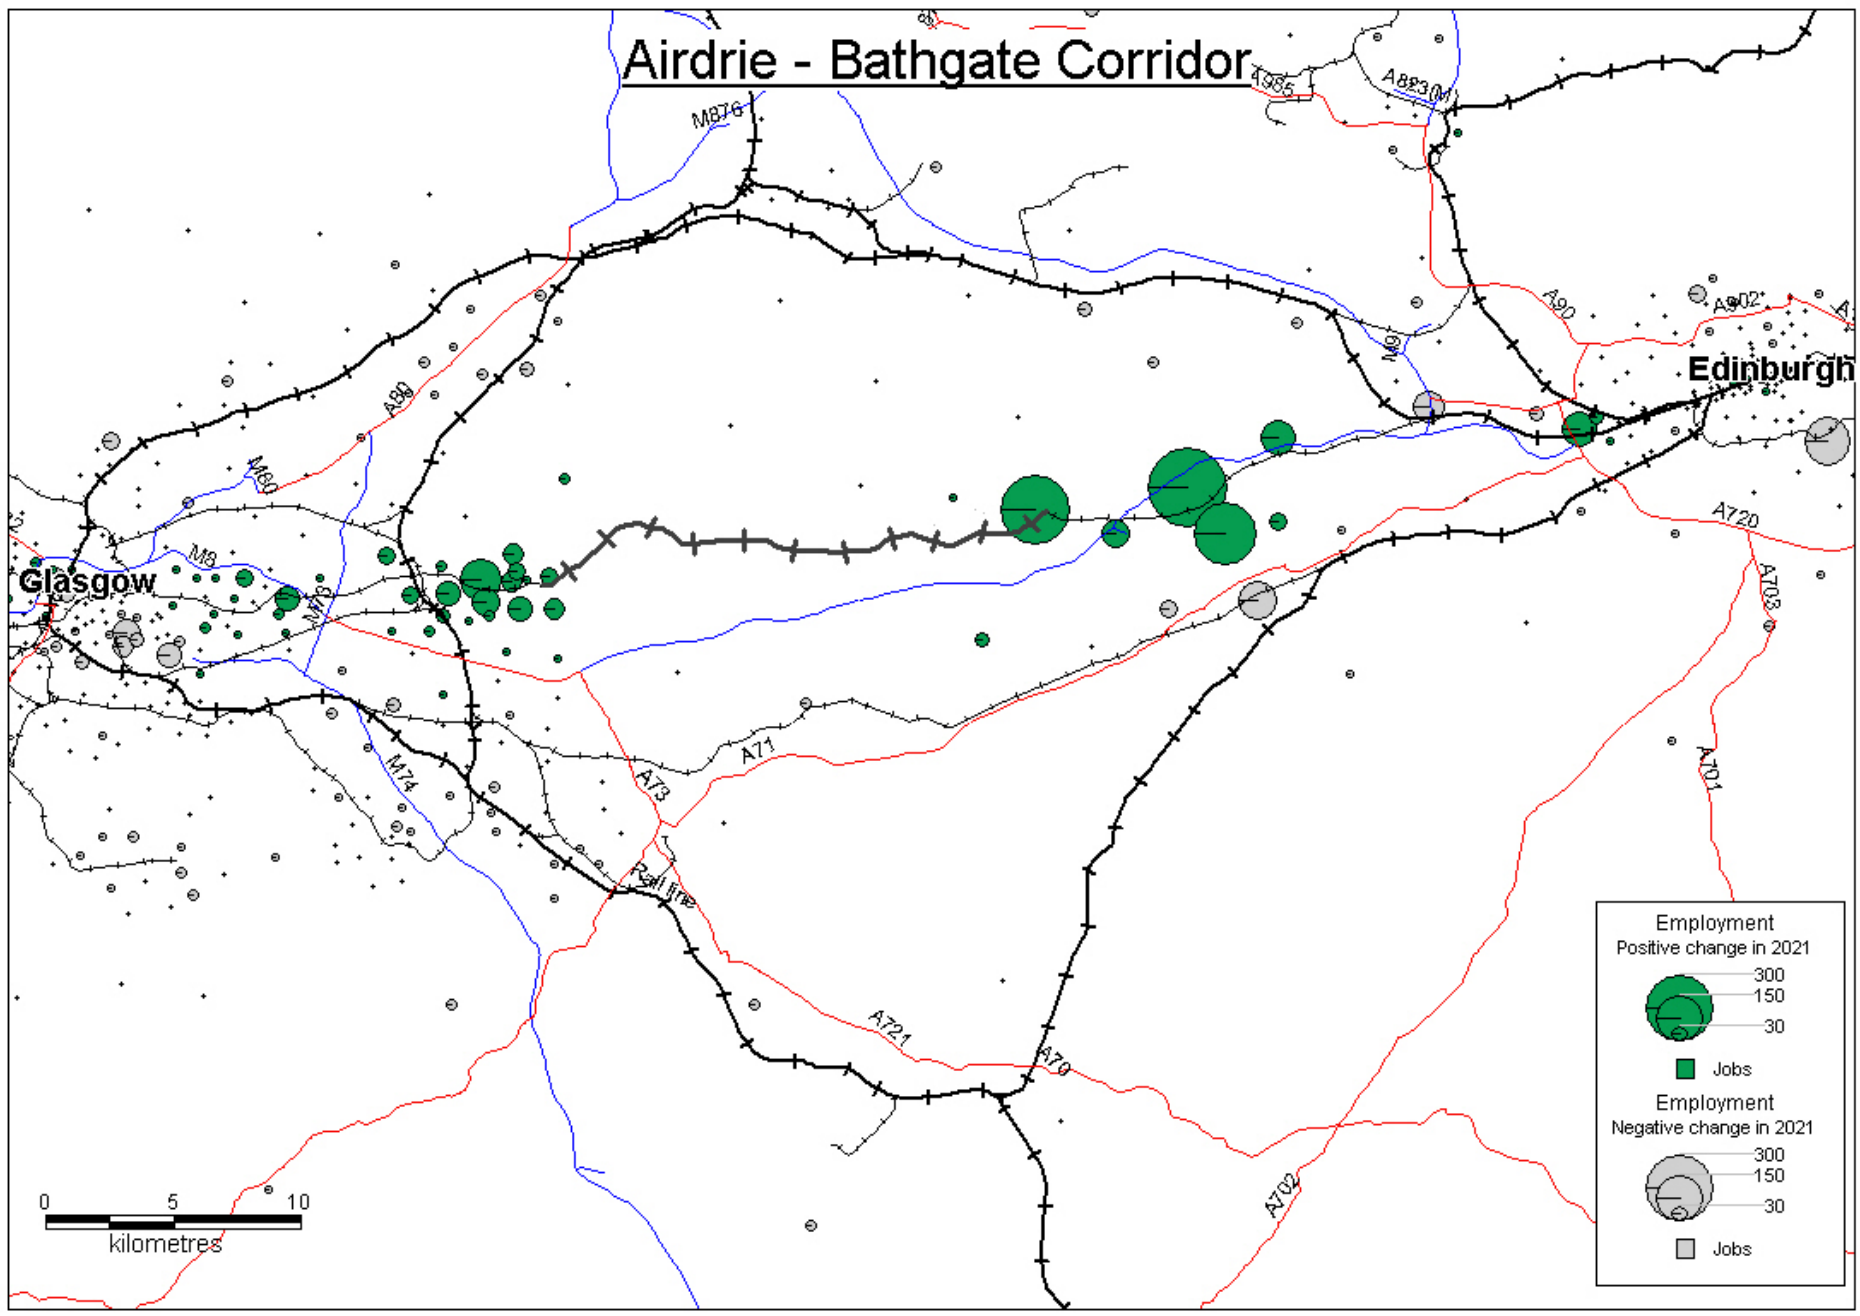 Airdrie - Bathgate Corridor
A985
A823(M)
M876
A90
A902
M9
Edinburgh
A80
M80
M8
Glasgow
M73
A720
A703
A71
A73
M74
A701
Rail line
A721
A70
A702
Employment
Positive change in 2021
300
150
30
Jobs
Employment
Negative change in 2021
300
150
30
Jobs
0 5 10
kilometres